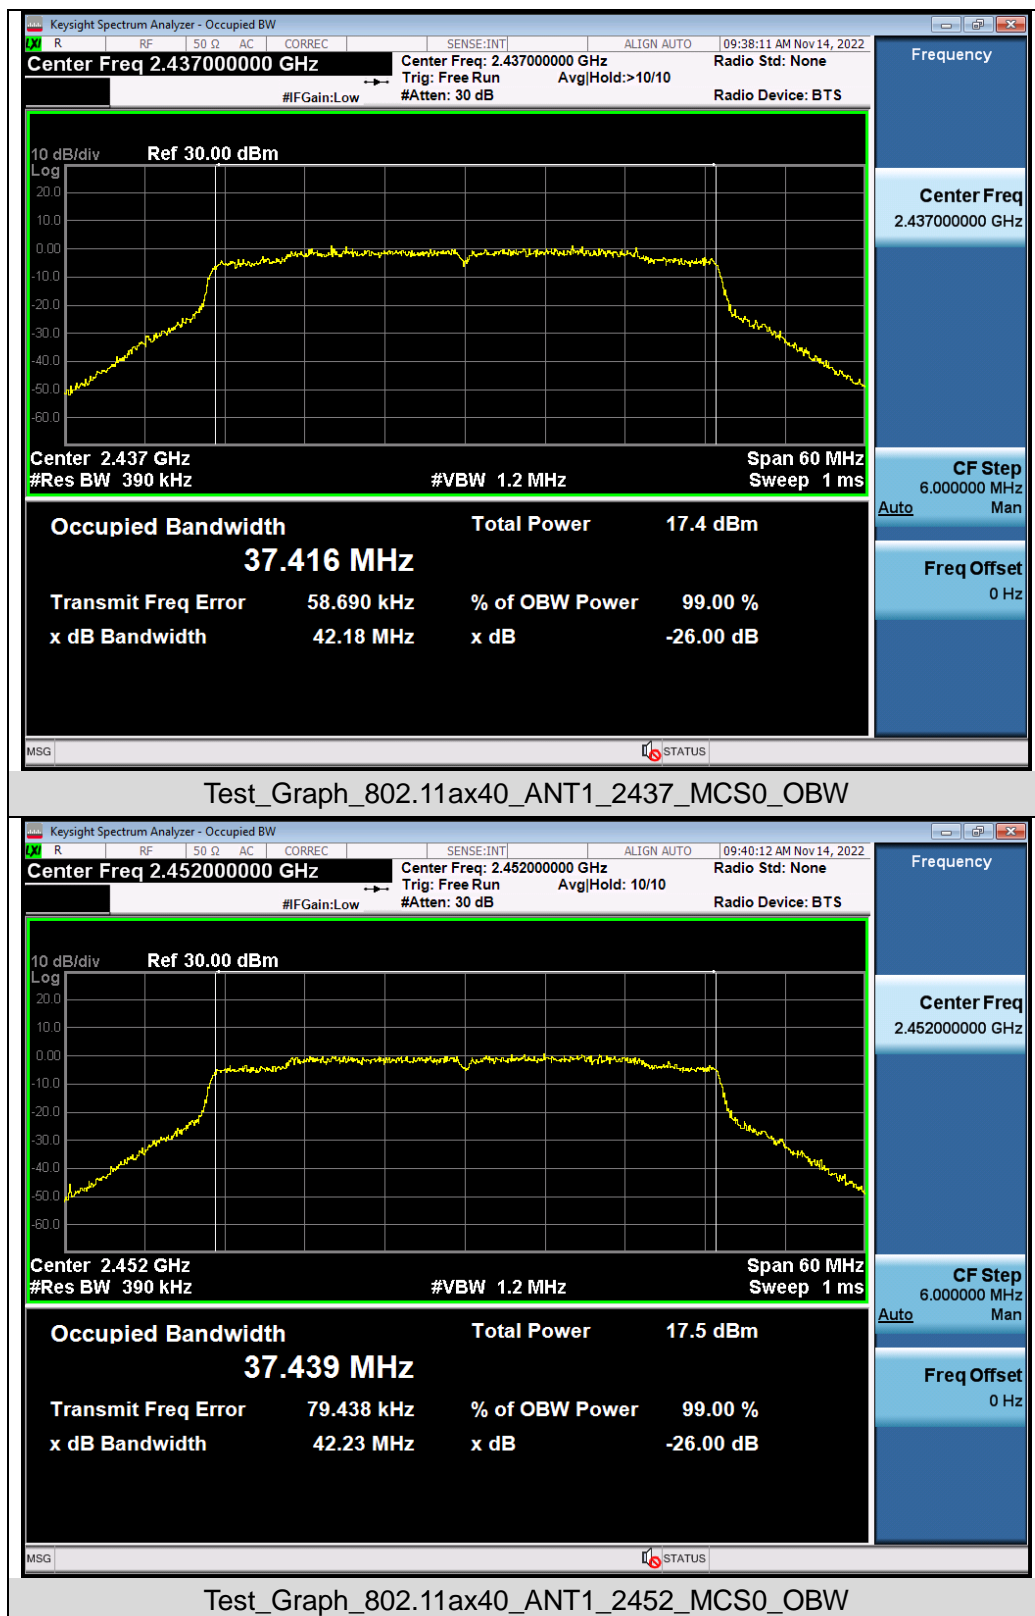 Keysight Spectrum Analyzer - Occupied BW
LXI R RF 50 Ω AC CORREC SENSE:INT ALIGN AUTO 09:38:11 AM Nov 14, 2022
Center Freq 2.437000000 GHz
Center Freq: 2.437000000 GHz Radio Std: None
Trig: Free Run Avg|Hold:>10/10
#IFGain:Low #Atten: 30 dB Radio Device: BTS
Frequency
10 dB/div Ref 30.00 dBm
Log
20.0
10.0
0.00
-10.0
-20.0
-30.0
-40.0
-50.0
-60.0
Center 2.437 GHz Span 60 MHz
#Res BW 390 kHz #VBW 1.2 MHz Sweep 1 ms
Center Freq
2.437000000 GHz
CF Step
6.000000 MHz
Auto Man
Freq Offset
0 Hz
Occupied Bandwidth Total Power 17.4 dBm
37.416 MHz
Transmit Freq Error 58.690 kHz % of OBW Power 99.00 %
x dB Bandwidth 42.18 MHz x dB -26.00 dB
MSG STATUS
Test_Graph_802.11ax40_ANT1_2437_MCS0_OBW
Keysight Spectrum Analyzer - Occupied BW
LXI R RF 50 Ω AC CORREC SENSE:INT ALIGN AUTO 09:40:12 AM Nov 14, 2022
Center Freq 2.452000000 GHz
Center Freq: 2.452000000 GHz Radio Std: None
Trig: Free Run Avg|Hold: 10/10
#IFGain:Low #Atten: 30 dB Radio Device: BTS
Frequency
10 dB/div Ref 30.00 dBm
Log
20.0
10.0
0.00
-10.0
-20.0
-30.0
-40.0
-50.0
-60.0
Center 2.452 GHz Span 60 MHz
#Res BW 390 kHz #VBW 1.2 MHz Sweep 1 ms
Center Freq
2.452000000 GHz
CF Step
6.000000 MHz
Auto Man
Freq Offset
0 Hz
Occupied Bandwidth Total Power 17.5 dBm
37.439 MHz
Transmit Freq Error 79.438 kHz % of OBW Power 99.00 %
x dB Bandwidth 42.23 MHz x dB -26.00 dB
MSG STATUS
Test_Graph_802.11ax40_ANT1_2452_MCS0_OBW